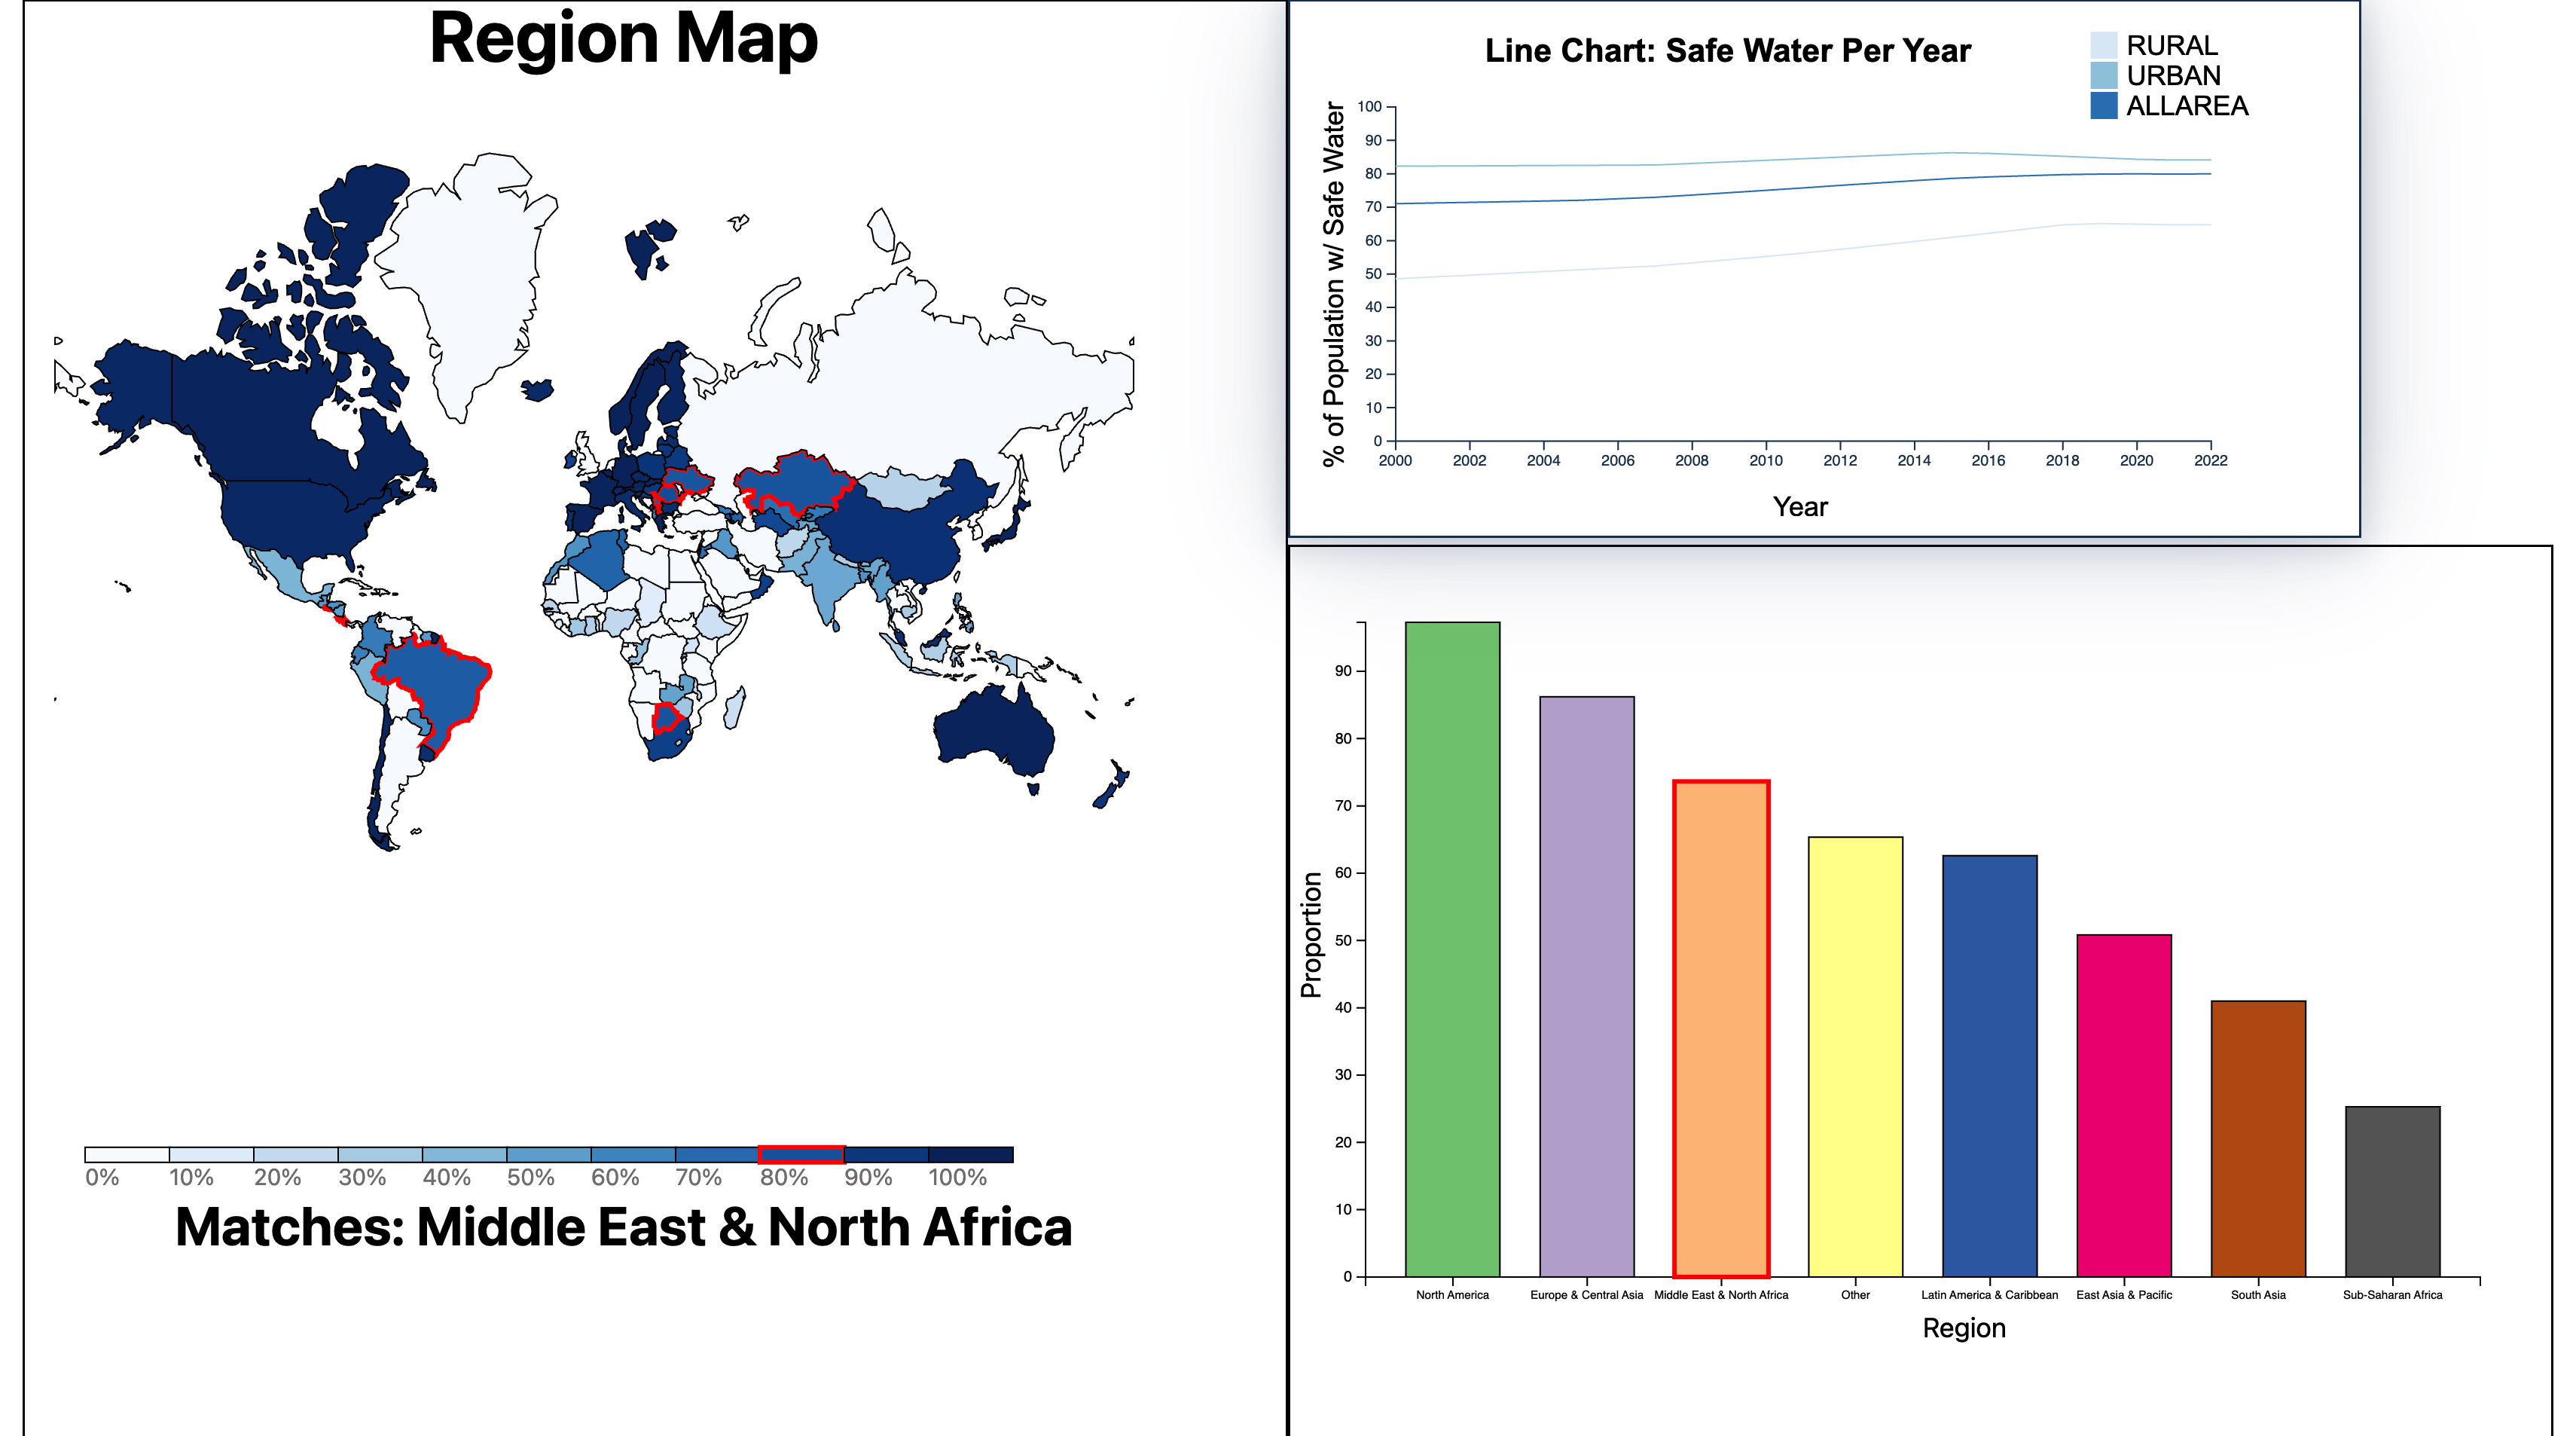 Region Map
0% 10% 20% 30% 40% 50% 60% 70% 80% 90% 100%
Matches: Middle East & North Africa
Line Chart: Safe Water Per Year
RURAL
URBAN
ALLAREA
% of Population w/ Safe Water
100
90
80
70
60
50
40
30
20
10
0
2000 2002 2004 2006 2008 2010 2012 2014 2016 2018 2020 2022
Year
Proportion
90
80
70
60
50
40
30
20
10
0
North America Europe & Central Asia Middle East & North Africa Other Latin America & Caribbean East Asia & Pacific South Asia Sub-Saharan Africa
Region